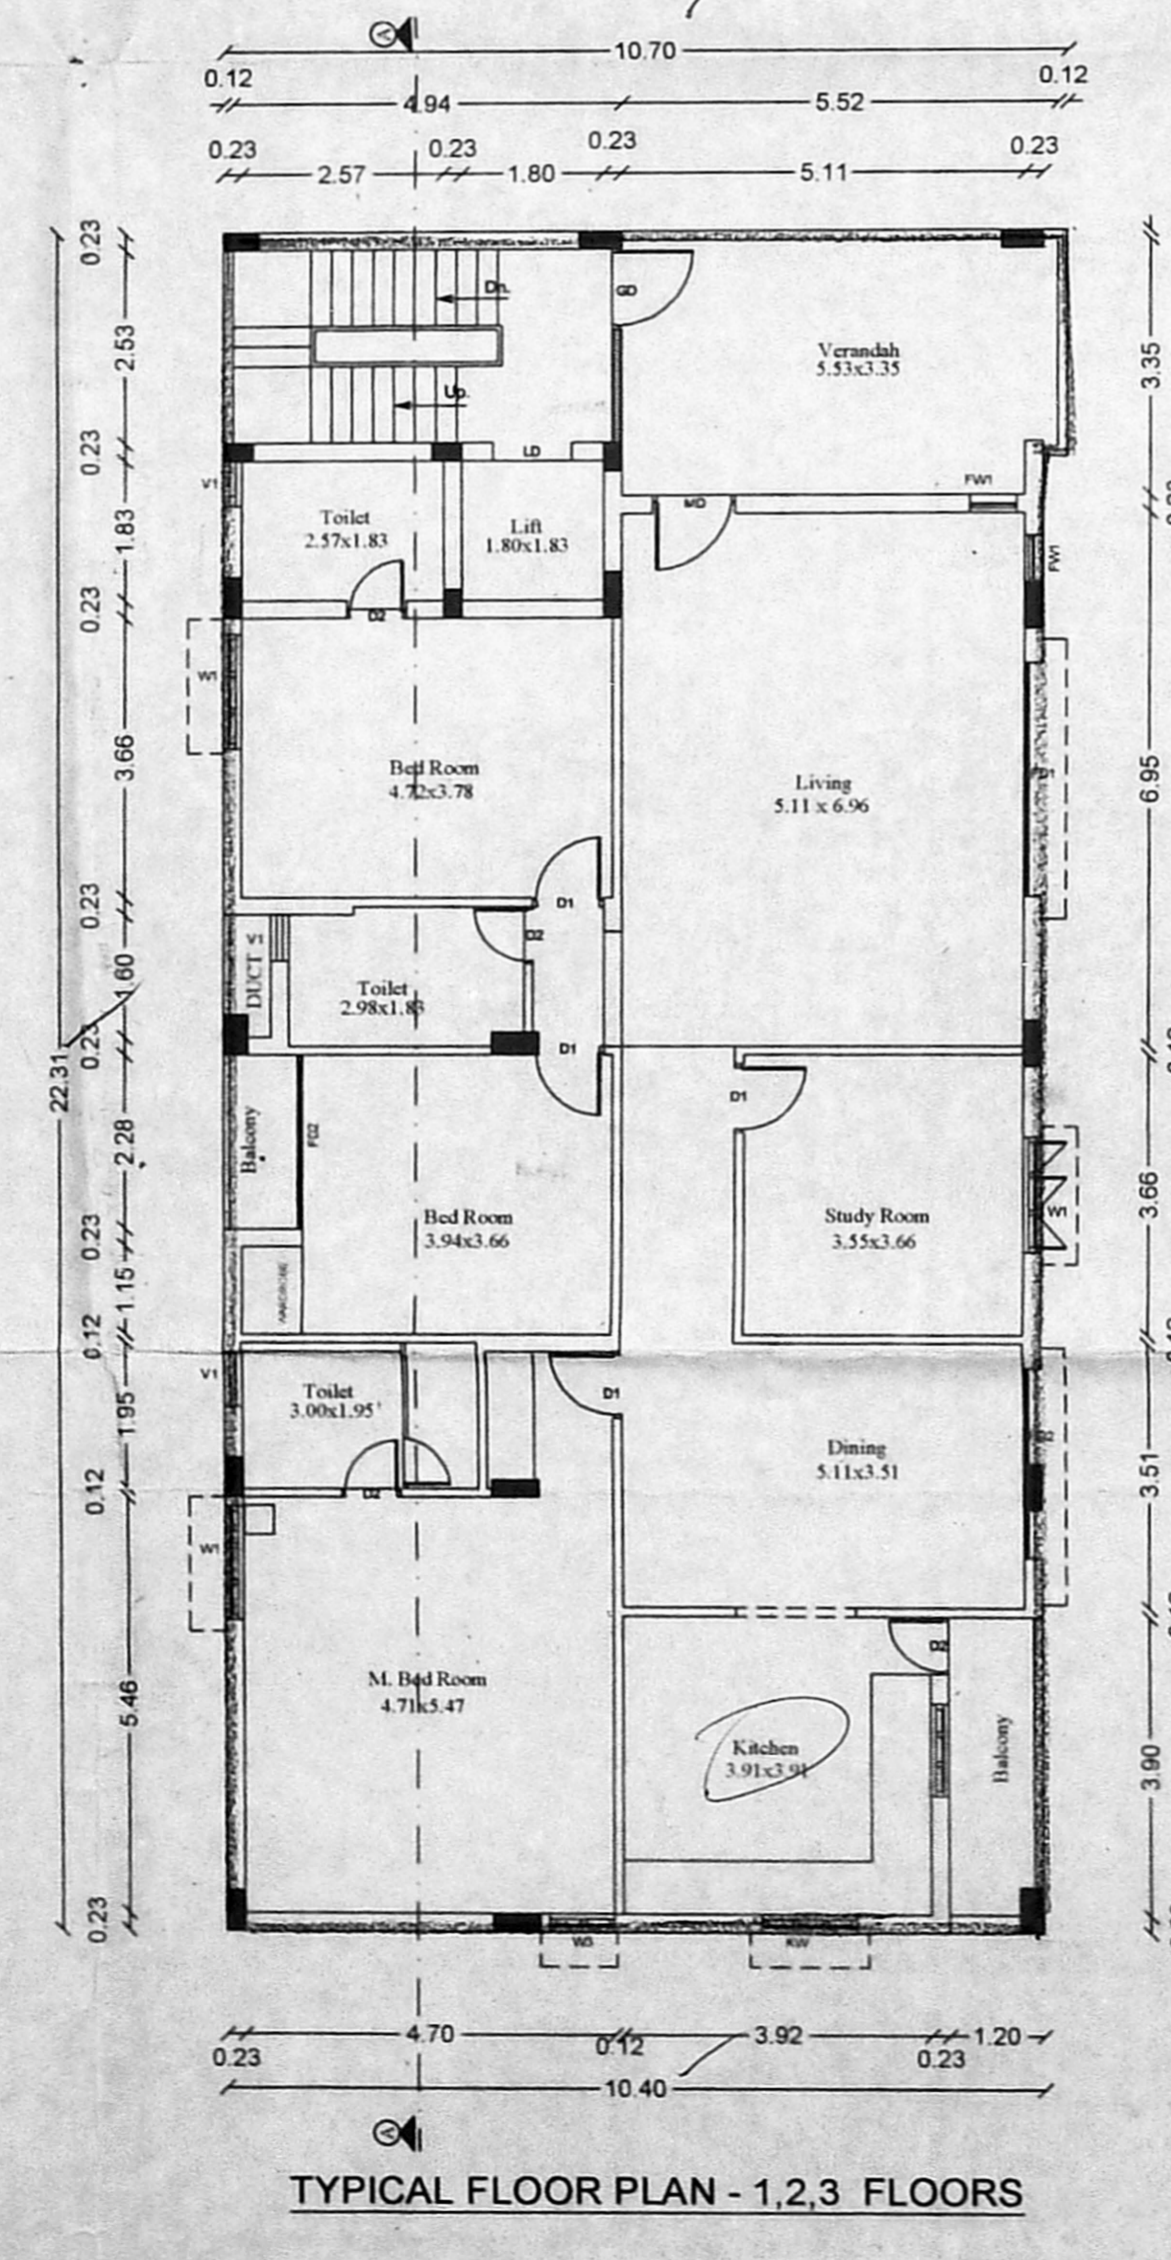 A
10.70
0.12
0.12
4.94
5.52
0.23
0.23
0.23
0.23
2.57
1.80
5.11
0.23
2.53
0.23
1.83
0.23
3.66
0.23
1.60
0.23
2.28
0.23
1.15
0.12
1.95
0.12
5.46
0.23
22.31
Dn.
GD
Verandah
5.53x3.35
Up.
LD
V1
FW1
MD
Toilet
2.57x1.83
Lift
1.80x1.83
FW1
D2
W1
Bed Room
4.72x3.78
Living
5.11 x 6.96
D1
D2
V1
DUCT
Toilet
2.98x1.83
D1
D1
Balcony
FD2
Bed Room
3.94x3.66
Study Room
3.55x3.66
W1
WARDROBE
V1
Toilet
3.00x1.95
D1
Dining
5.11x3.51
D2
W1
D2
M. Bed Room
4.71x5.47
Kitchen
3.91x3.91
Balcony
W3
KW
3.35
6.95
3.66
3.51
3.90
4.70
3.92
1.20
0.23
0.12
0.23
10.40
A
TYPICAL FLOOR PLAN - 1,2,3 FLOORS